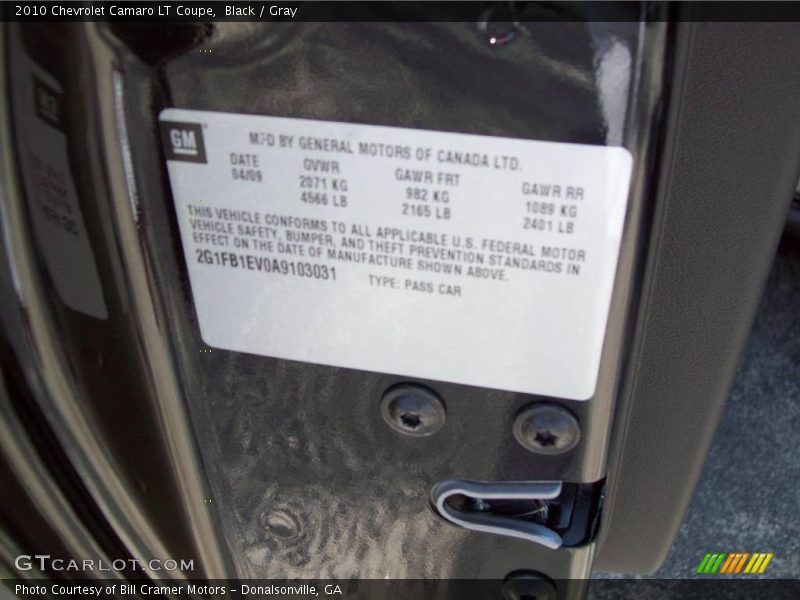 2010 Chevrolet Camaro LT Coupe, Black / Gray
GM
MFD BY GENERAL MOTORS OF CANADA LTD.
DATE GVWR GAWR FRT GAWR RR
04/09 2071 KG 982 KG 1089 KG
4566 LB 2165 LB 2401 LB
THIS VEHICLE CONFORMS TO ALL APPLICABLE U.S. FEDERAL MOTOR
VEHICLE SAFETY, BUMPER, AND THEFT PREVENTION STANDARDS IN
EFFECT ON THE DATE OF MANUFACTURE SHOWN ABOVE.
2G1FB1EV0A9103031 TYPE: PASS CAR
GTCARLOT.COM
Photo Courtesy of Bill Cramer Motors – Donalsonville, GA